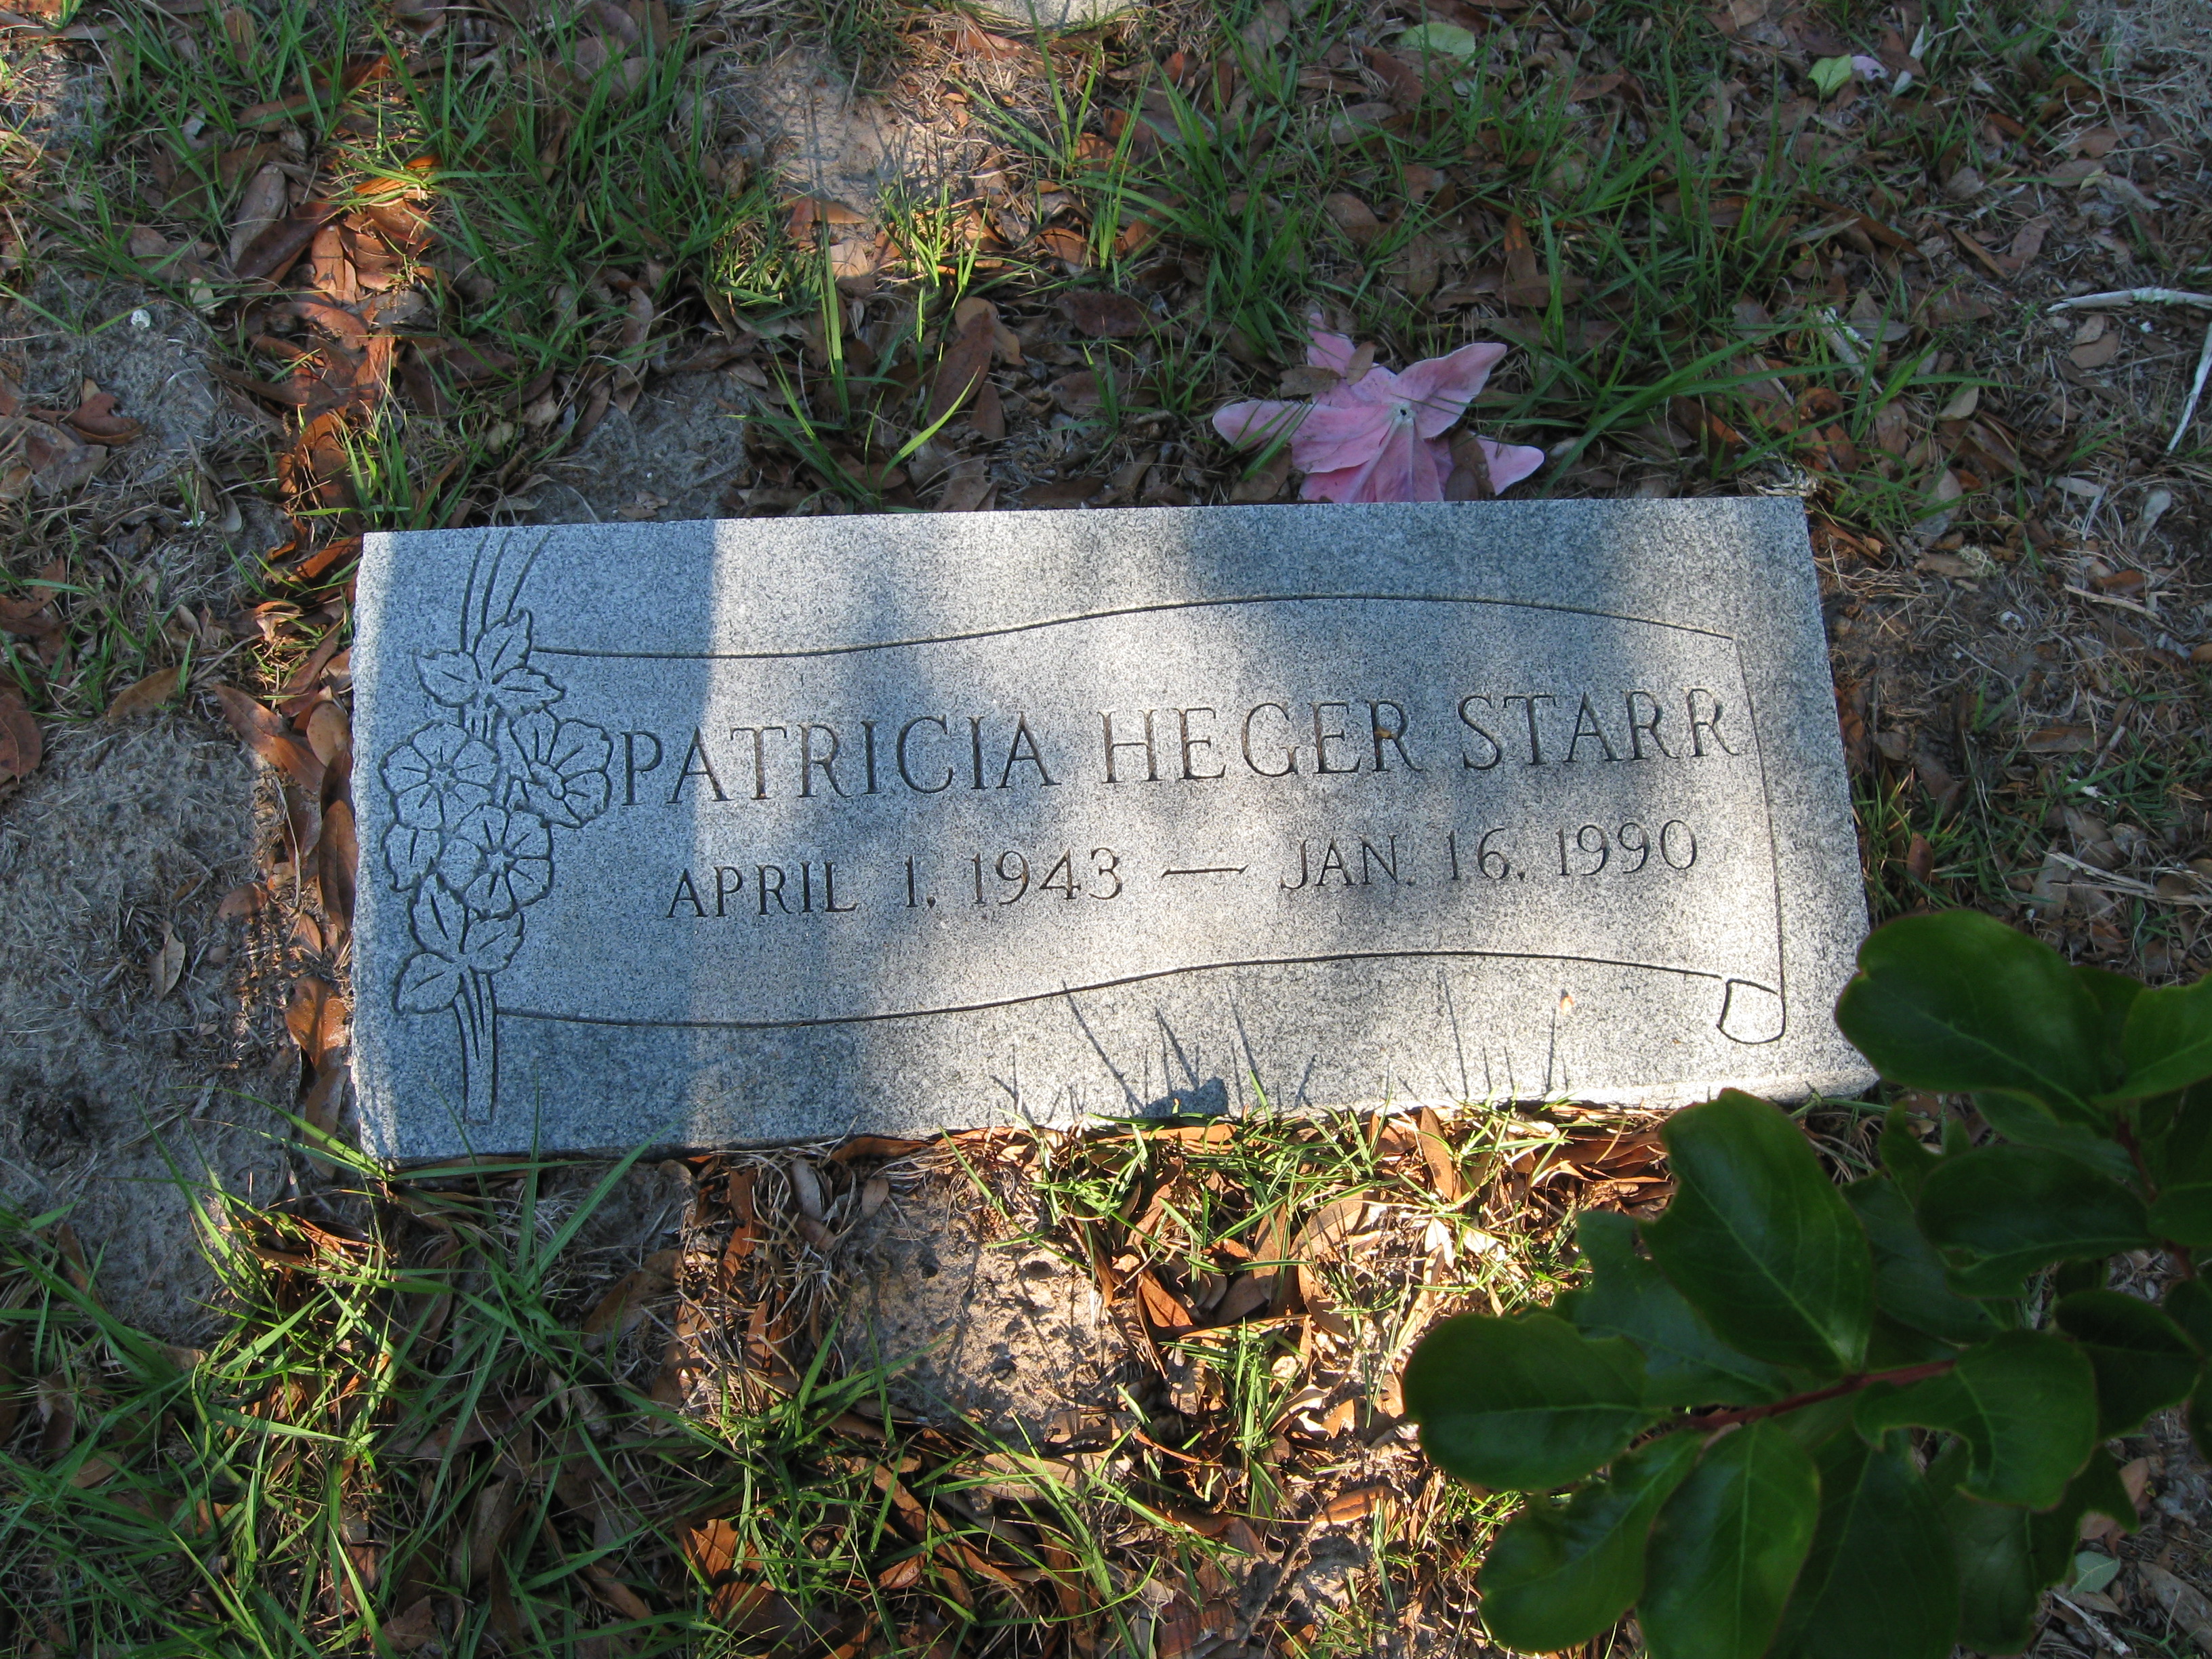 PATRICIA HEGER STARR
APRIL 1, 1943 — JAN. 16, 1990